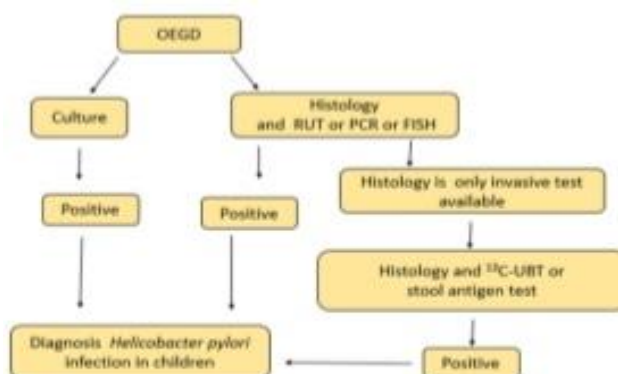 OEGD
Culture
Histology
and RUT or PCR or FISH
Histology is only invasive test
available
Positive
Positive
Histology and ¹³C-UBT or
stool antigen test
Diagnosis Helicobacter pylori
infection in children
Positive